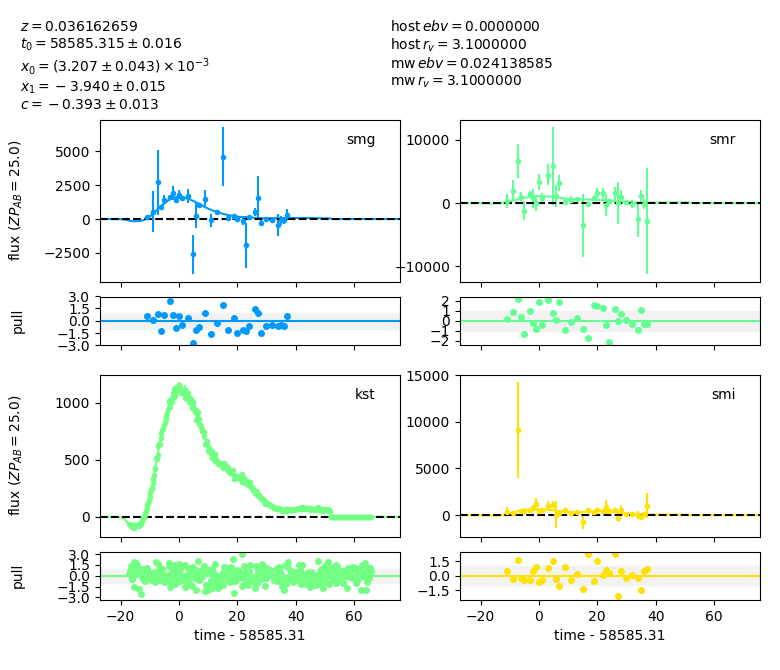 z = 0.036162659
t₀ = 58585.315 ± 0.016
x₀ = (3.207 ± 0.043) × 10⁻³
x₁ = − 3.940 ± 0.015
c = − 0.393 ± 0.013
host ebv = 0.0000000
host r_v = 3.1000000
mw ebv = 0.024138585
mw r_v = 3.1000000
flux (ZP_AB = 25.0)
5000
2500
0
−2500
smg
10000
0
−10000
smr
pull
3.0
1.5
0.0
−1.5
−3.0
2
1
0
−1
−2
flux (ZP_AB = 25.0)
1000
500
0
kst
15000
10000
5000
0
smi
pull
3.0
1.5
0.0
−1.5
−3.0
1.5
0.0
−1.5
−20 0 20 40 60
−20 0 20 40 60
time - 58585.31
time - 58585.31